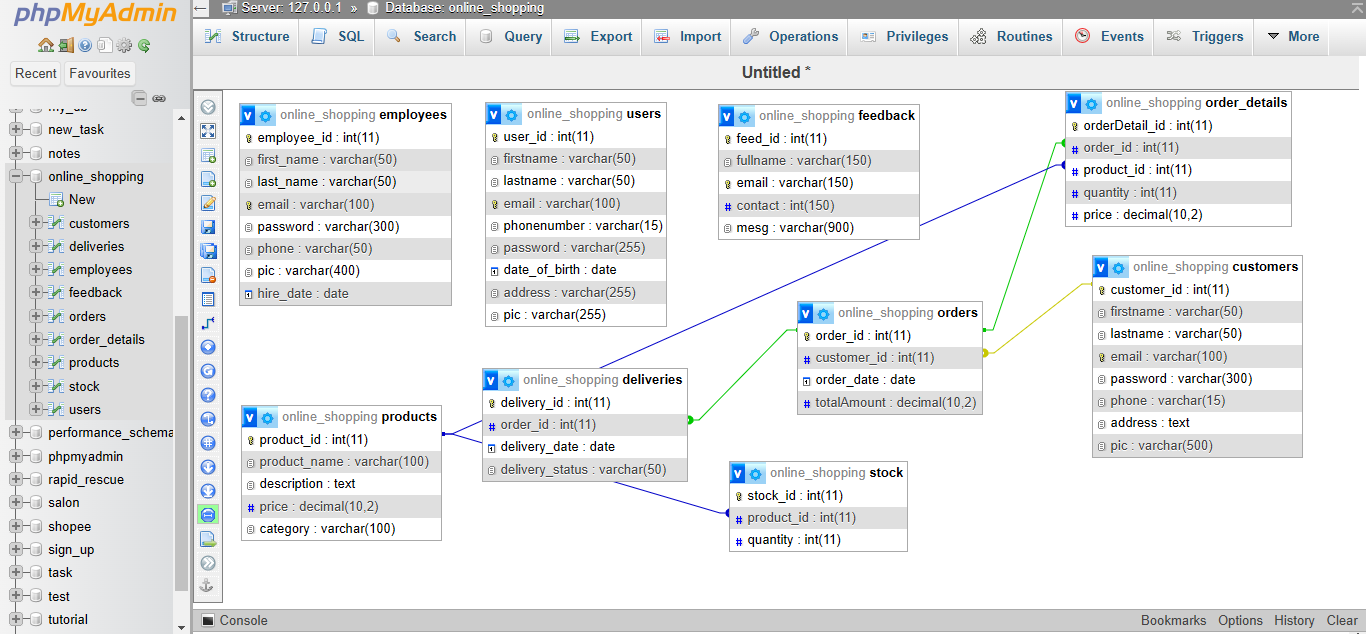 phpMyAdmin
Recent
Favourites
my_db
new_task
notes
online_shopping
New
customers
deliveries
employees
feedback
orders
order_details
products
stock
users
performance_schema
phpmyadmin
rapid_rescue
salon
shopee
sign_up
task
test
tutorial
Server: 127.0.0.1 » Database: online_shopping
Structure SQL Search Query Export Import Operations Privileges Routines Events Triggers More
Untitled *
online_shopping employees
employee_id : int(11)
first_name : varchar(50)
last_name : varchar(50)
email : varchar(100)
password : varchar(300)
phone : varchar(50)
pic : varchar(400)
hire_date : date
online_shopping users
user_id : int(11)
firstname : varchar(50)
lastname : varchar(50)
email : varchar(100)
phonenumber : varchar(15)
password : varchar(255)
date_of_birth : date
address : varchar(255)
pic : varchar(255)
online_shopping feedback
feed_id : int(11)
fullname : varchar(150)
email : varchar(150)
contact : int(150)
mesg : varchar(900)
online_shopping order_details
orderDetail_id : int(11)
order_id : int(11)
product_id : int(11)
quantity : int(11)
price : decimal(10,2)
online_shopping customers
customer_id : int(11)
firstname : varchar(50)
lastname : varchar(50)
email : varchar(100)
password : varchar(300)
phone : varchar(15)
address : text
pic : varchar(500)
online_shopping orders
order_id : int(11)
customer_id : int(11)
order_date : date
totalAmount : decimal(10,2)
online_shopping deliveries
delivery_id : int(11)
order_id : int(11)
delivery_date : date
delivery_status : varchar(50)
online_shopping products
product_id : int(11)
product_name : varchar(100)
description : text
price : decimal(10,2)
category : varchar(100)
online_shopping stock
stock_id : int(11)
product_id : int(11)
quantity : int(11)
Console
Bookmarks Options History Clear